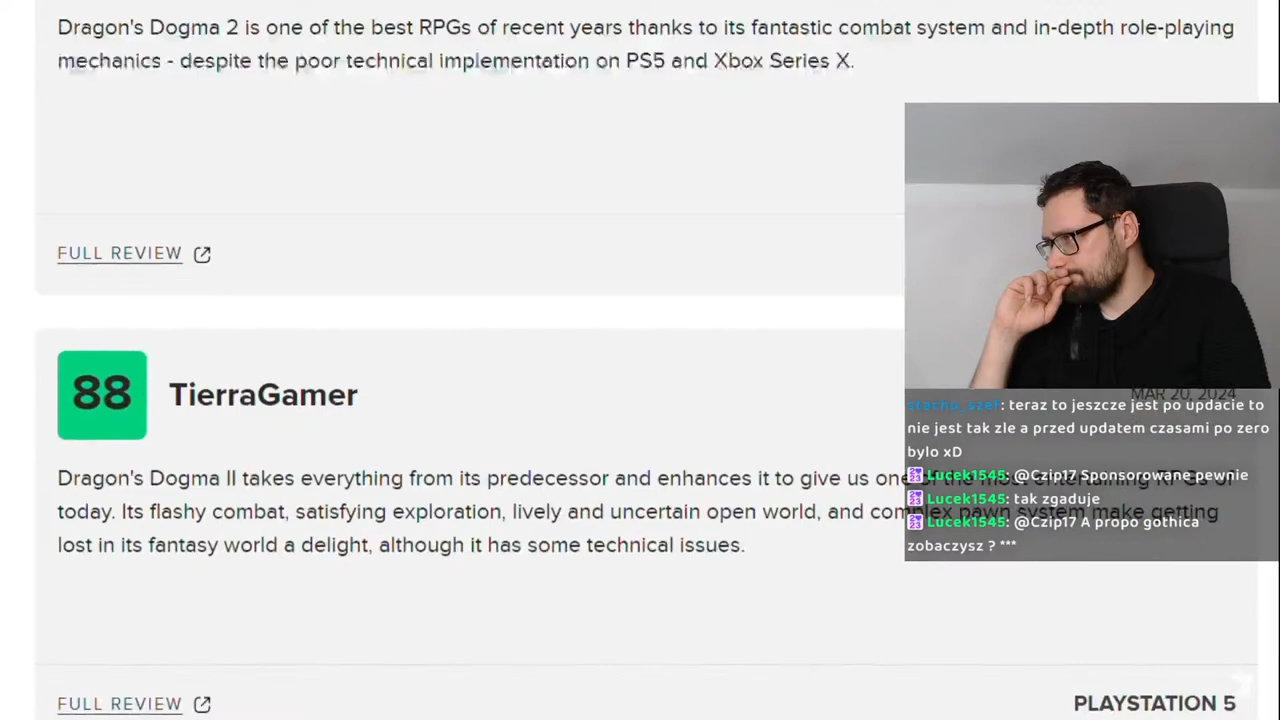 Dragon's Dogma 2 is one of the best RPGs of recent years thanks to its fantastic combat system and in-depth role-playing
mechanics - despite the poor technical implementation on PS5 and Xbox Series X.
FULL REVIEW
88 TierraGamer
MAR 20, 2024
Dragon's Dogma II takes everything from its predecessor and enhances it to give us one of the most entertaining RPGs of
today. Its flashy combat, satisfying exploration, lively and uncertain open world, and complex pawn system make getting
lost in its fantasy world a delight, although it has some technical issues.
FULL REVIEW
PLAYSTATION 5
stachu_szef: teraz to jeszcze jest po updacie to
nie jest tak zle a przed updatem czasami po zero
bylo xD
Lucek1545: @Czip17 Sponsorowane pewnie
Lucek1545: tak zgaduje
Lucek1545: @Czip17 A propo gothica
zobaczysz ? ***